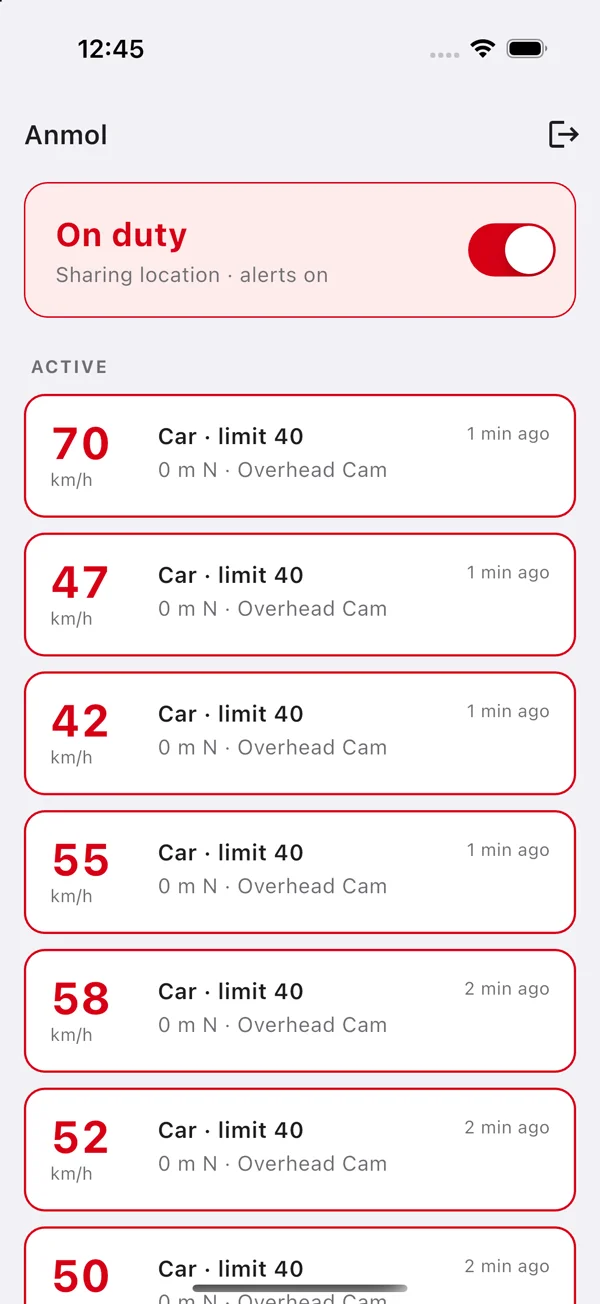 12:45
Anmol
On duty
Sharing location · alerts on
ACTIVE
70 km/h
Car · limit 40
0 m N · Overhead Cam
1 min ago
47 km/h
Car · limit 40
0 m N · Overhead Cam
1 min ago
42 km/h
Car · limit 40
0 m N · Overhead Cam
1 min ago
55 km/h
Car · limit 40
0 m N · Overhead Cam
1 min ago
58 km/h
Car · limit 40
0 m N · Overhead Cam
2 min ago
52 km/h
Car · limit 40
0 m N · Overhead Cam
2 min ago
50
Car · limit 40
0 m N · Overhead Cam
2 min ago